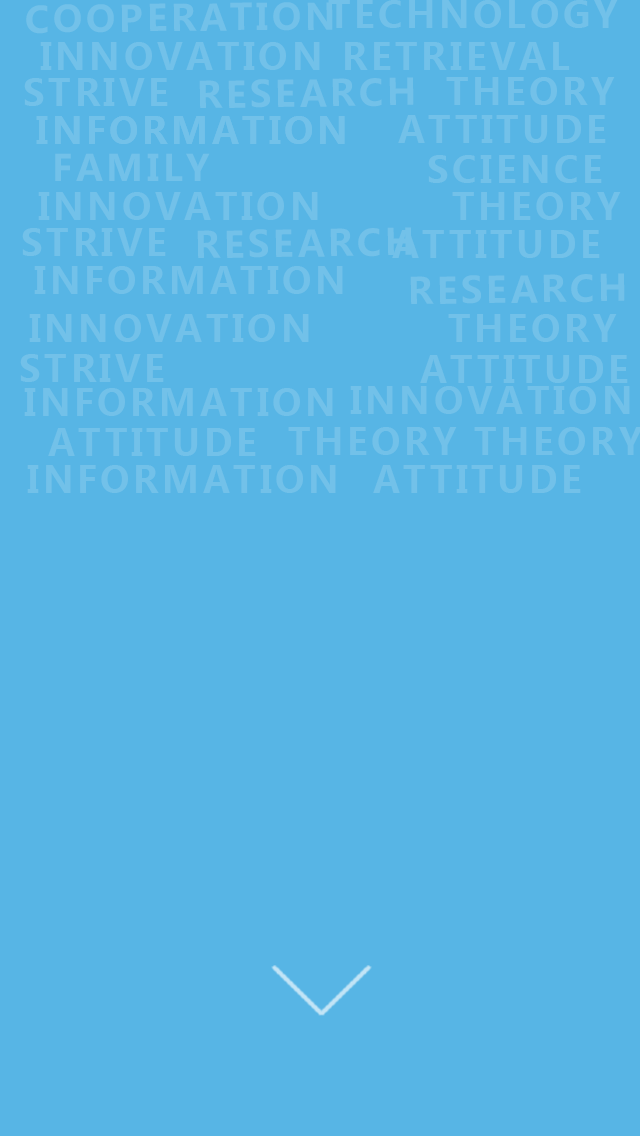 COOPERATION TECHNOLOGY
INNOVATION RETRIEVAL
STRIVE RESEARCH THEORY
INFORMATION ATTITUDE
FAMILY SCIENCE
INNOVATION THEORY
STRIVE RESEARCH ATTITUDE
INFORMATION RESEARCH
INNOVATION THEORY
STRIVE ATTITUDE
INFORMATION INNOVATION
ATTITUDE THEORY THEORY
INFORMATION ATTITUDE